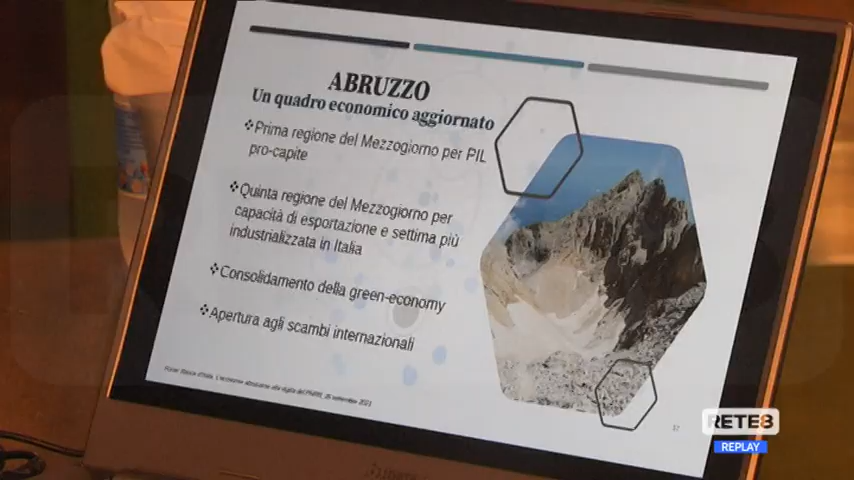 ABRUZZO
Un quadro economico aggiornato
❖Prima regione del Mezzogiorno per PIL
pro-capite
❖Quinta regione del Mezzogiorno per
capacità di esportazione e settima più
industrializzata in Italia
❖Consolidamento della green-economy
❖Apertura agli scambi internazionali
17
RETE8
REPLAY